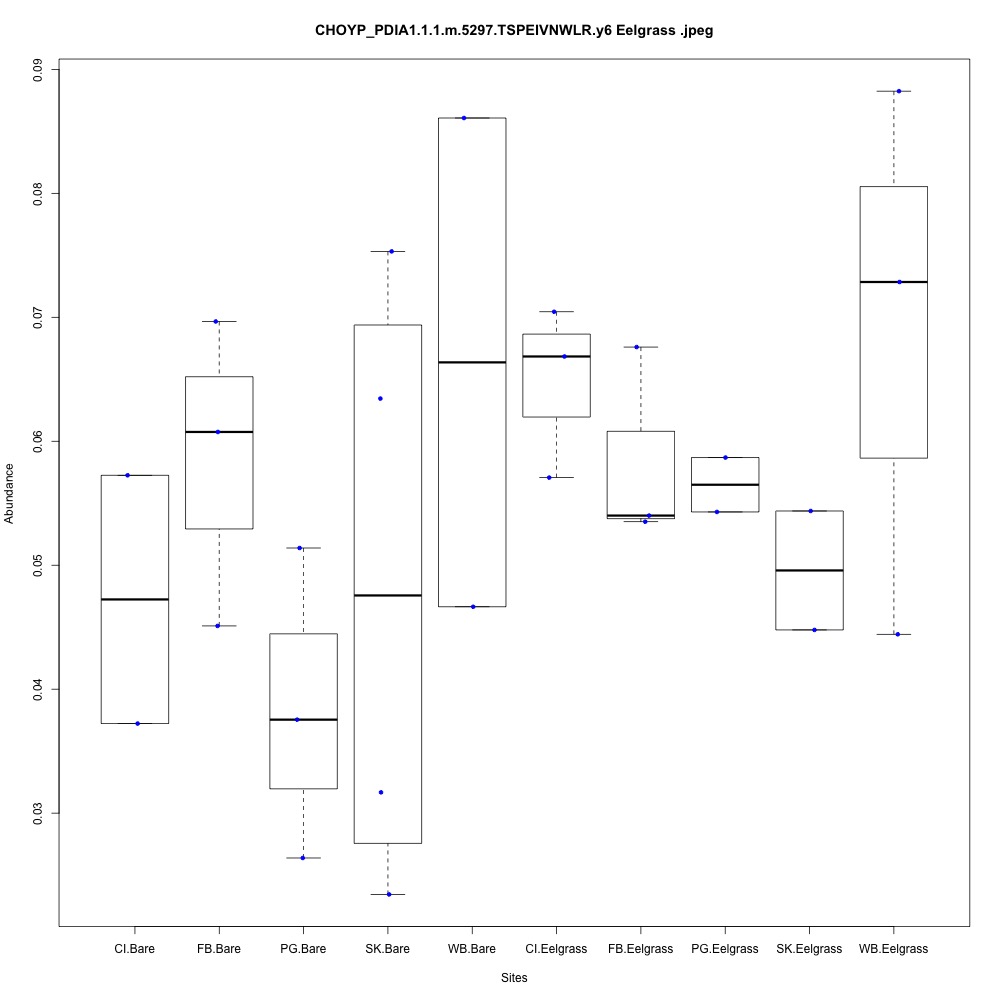 CHOYP_PDIA1.1.1.m.5297.TSPEIVNWLR.y6 Eelgrass .jpeg
0.09
0.08
0.07
0.06
0.05
0.04
0.03
Abundance
CI.Bare FB.Bare PG.Bare SK.Bare WB.Bare CI.Eelgrass FB.Eelgrass PG.Eelgrass SK.Eelgrass WB.Eelgrass
Sites